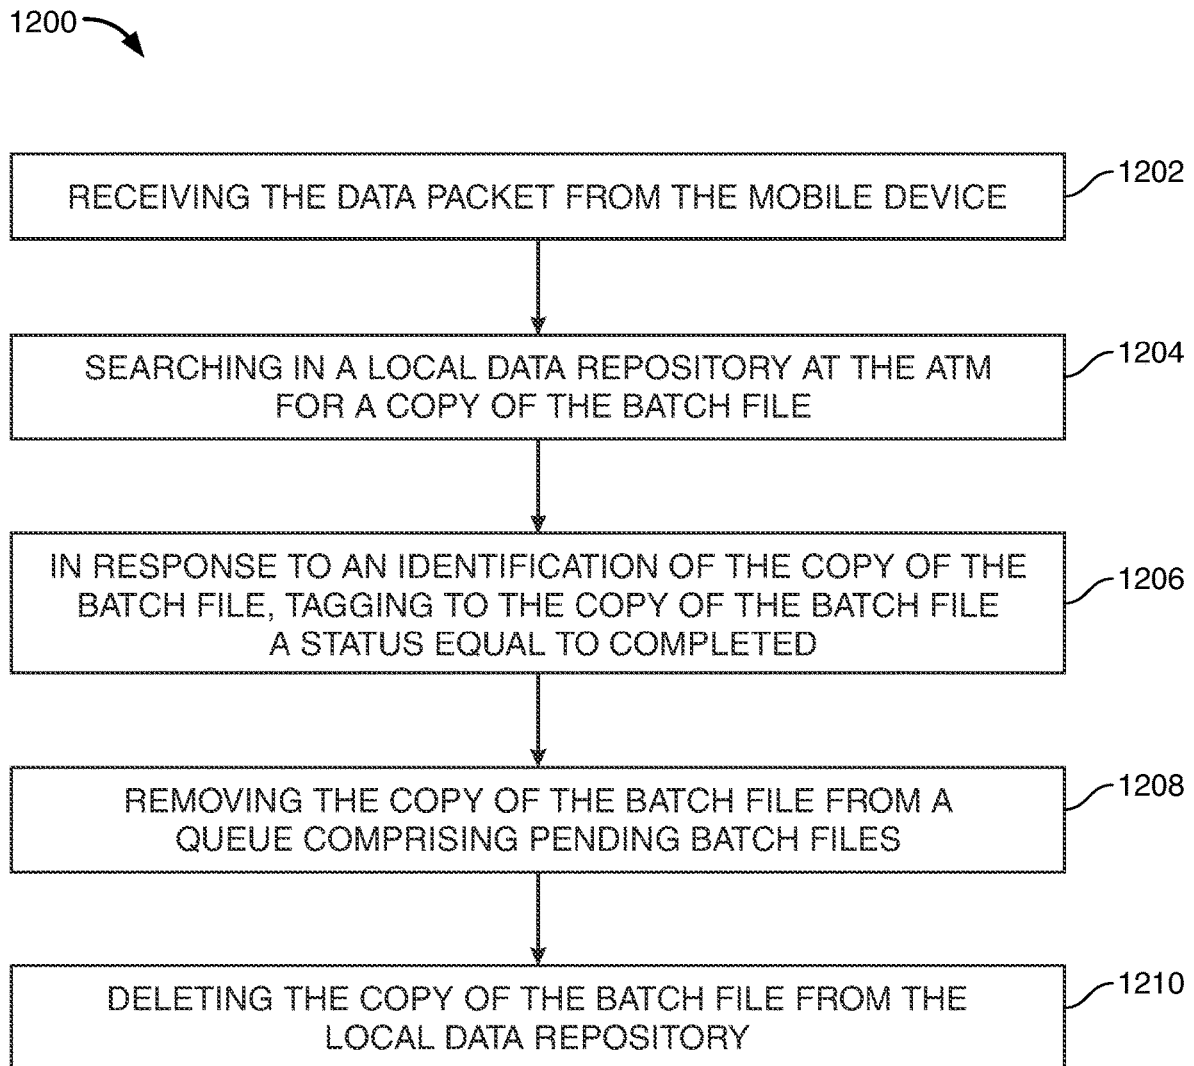 1200
RECEIVING THE DATA PACKET FROM THE MOBILE DEVICE
1202
SEARCHING IN A LOCAL DATA REPOSITORY AT THE ATM
FOR A COPY OF THE BATCH FILE
1204
IN RESPONSE TO AN IDENTIFICATION OF THE COPY OF THE
BATCH FILE, TAGGING TO THE COPY OF THE BATCH FILE
A STATUS EQUAL TO COMPLETED
1206
REMOVING THE COPY OF THE BATCH FILE FROM A
QUEUE COMPRISING PENDING BATCH FILES
1208
DELETING THE COPY OF THE BATCH FILE FROM THE
LOCAL DATA REPOSITORY
1210